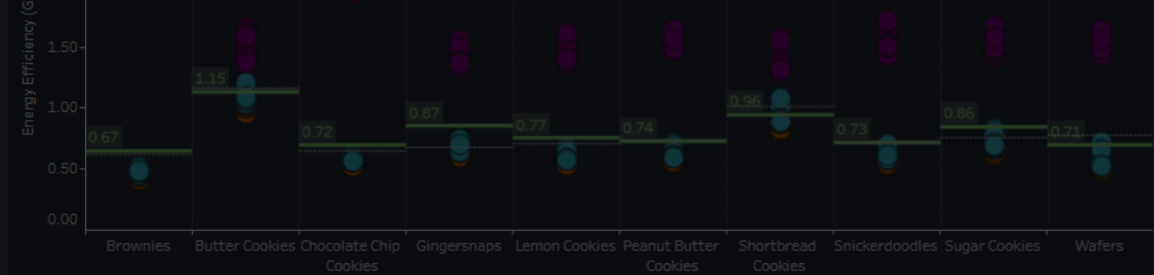 Energy Efficiency (G
1.50
1.00
0.50
0.00
0.67
1.15
0.72
0.87
0.77
0.74
0.96
0.73
0.86
0.71
Brownies
Butter Cookies
Chocolate Chip
Cookies
Gingersnaps
Lemon Cookies
Peanut Butter
Cookies
Shortbread
Cookies
Snickerdoodles
Sugar Cookies
Wafers